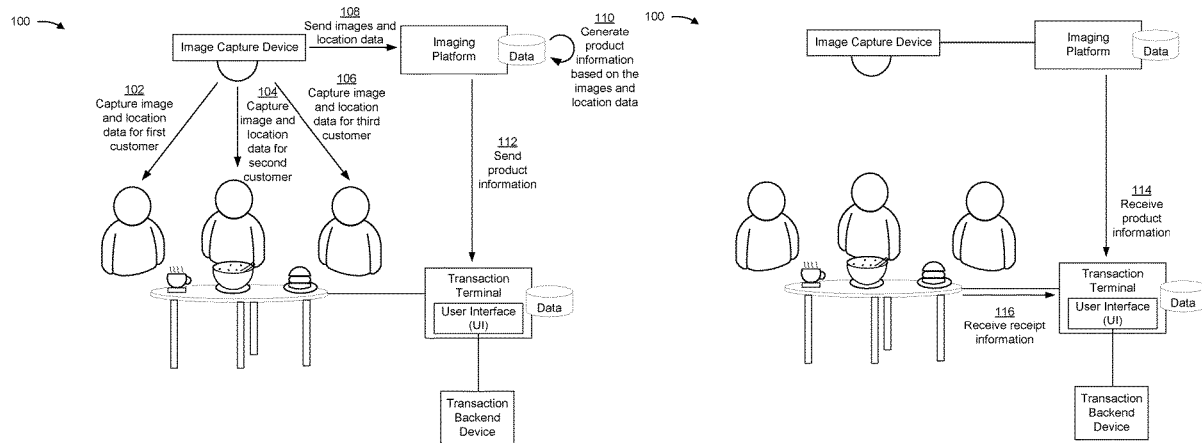 100
108
Send images and
location data
Image Capture Device
Imaging
Platform
Data
110
Generate
product
information
based on the
images and
location data
102
Capture image
and location
data for first
customer
104
Capture
image and
location
data for
second
customer
106
Capture image
and location
data for third
customer
112
Send
product
information
Transaction
Terminal
User Interface
(UI)
Data
Transaction
Backend
Device
100
Image Capture Device
Imaging
Platform
Data
114
Receive
product
information
Transaction
Terminal
User Interface
(UI)
Data
116
Receive receipt
information
Transaction
Backend
Device